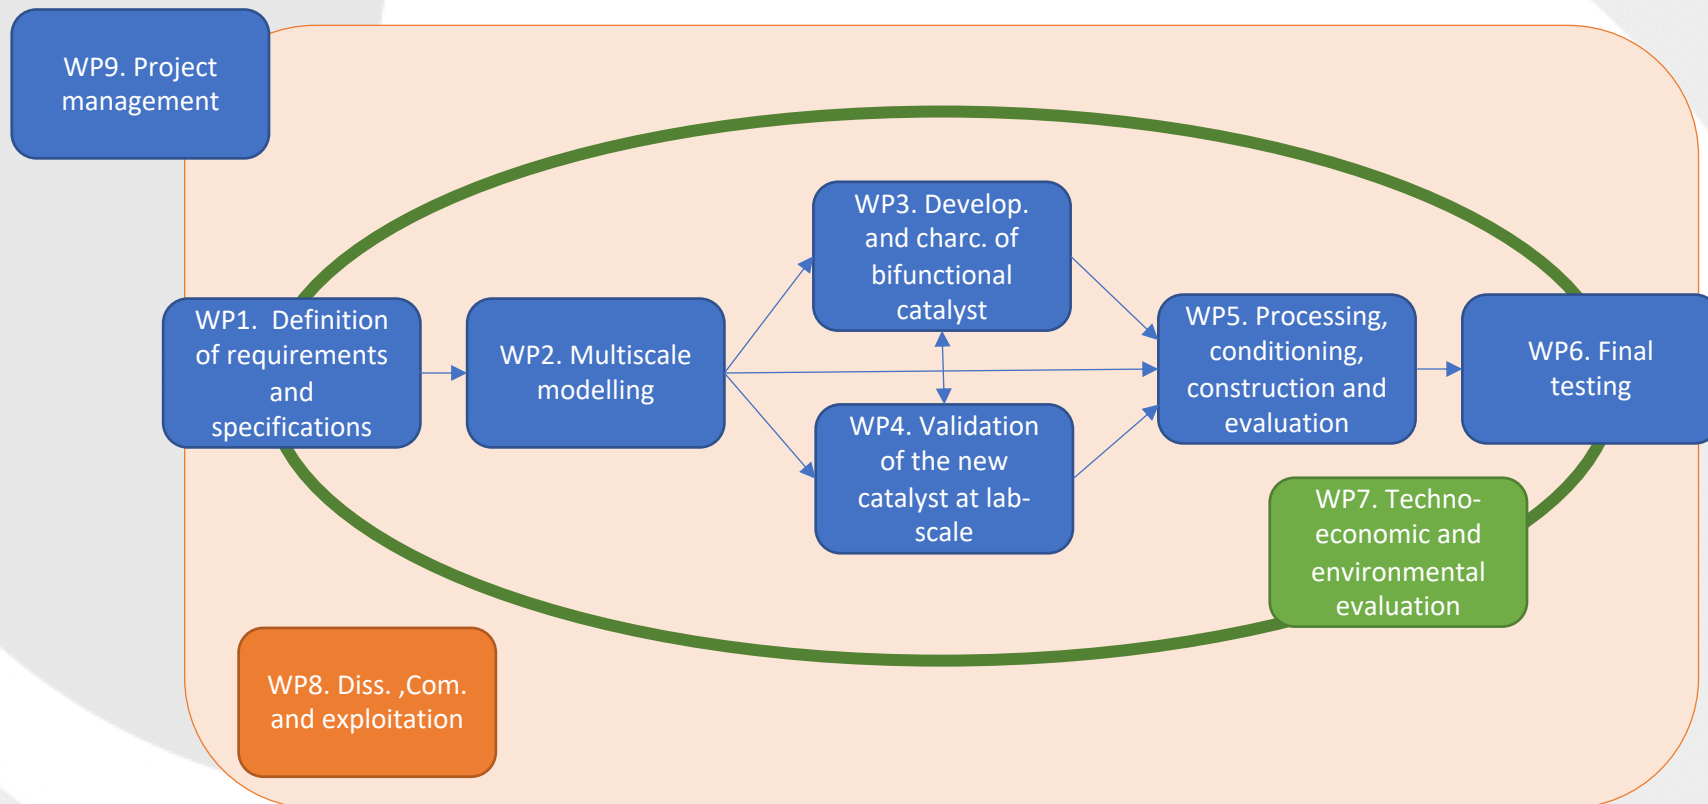 WP9. Project
management
WP3. Develop.
and charc. of
bifunctional
catalyst
WP1.  Definition
of requirements
and
specifications
WP2. Multiscale
modelling
WP4. Validation
of the new
catalyst at lab-
scale
WP5. Processing,
conditioning,
construction and
evaluation
WP6. Final
testing
WP7. Techno-
economic and
environmental
evaluation
WP8. Diss. ,Com.
and exploitation